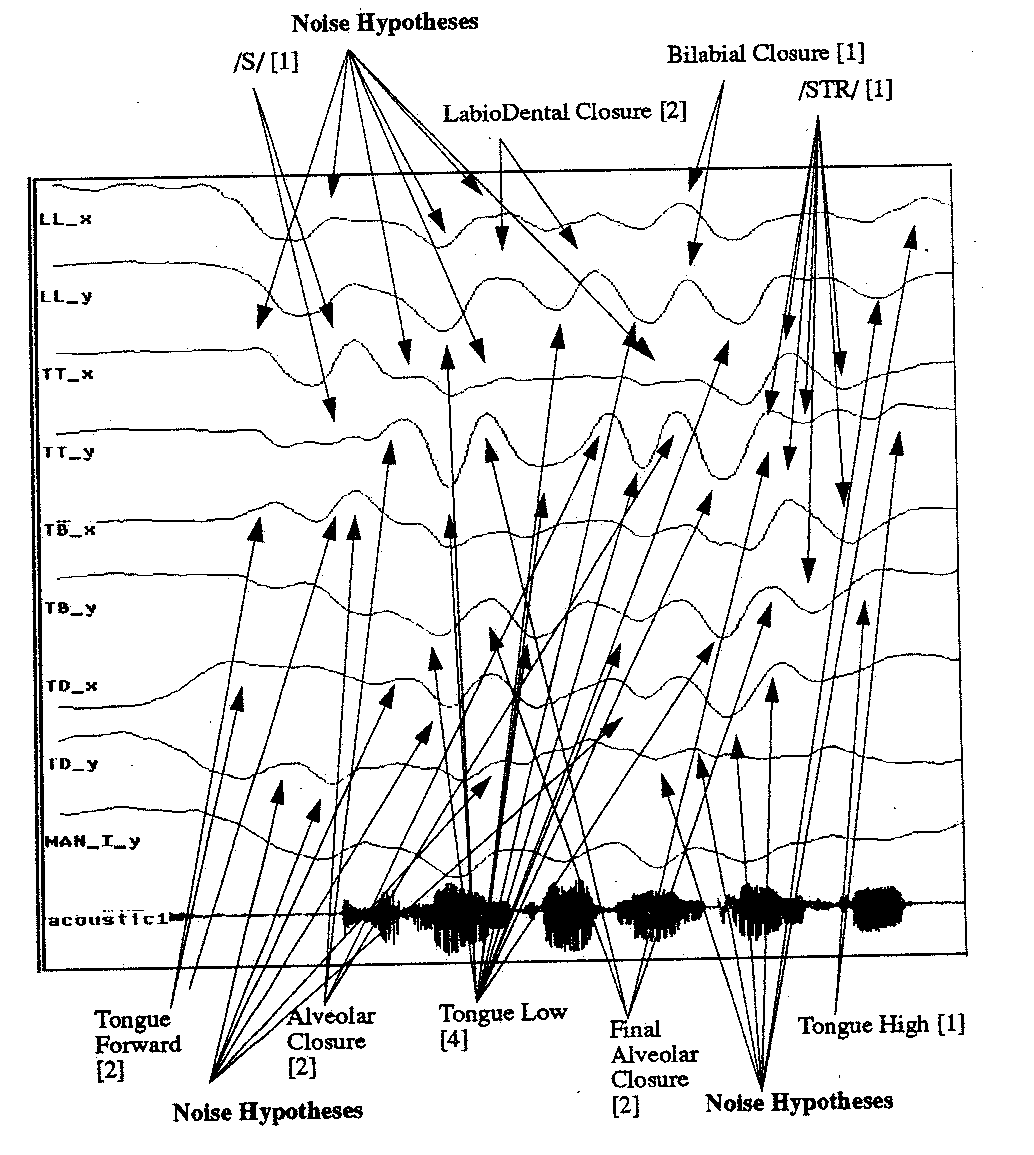 Noise Hypotheses
/S/ [1]
Bilabial Closure [1]
/STR/ [1]
LabioDental Closure [2]
LL_x
LL_y
TT_x
TT_y
TB_x
TB_y
TD_x
TD_y
MAN_I_y
acoustic1
Tongue
Forward
[2]
Alveolar
Closure
[2]
Tongue Low
[4]
Final
Alveolar
Closure
[2]
Tongue High [1]
Noise Hypotheses
Noise Hypotheses